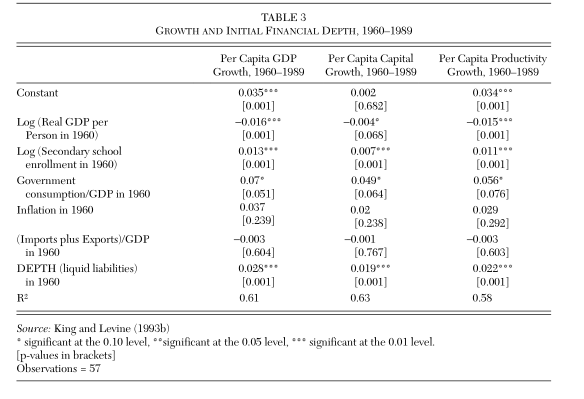 TABLE 3
GROWTH AND INITIAL FINANCIAL DEPTH, 1960–1989
Per Capita GDP Per Capita Capital Per Capita Productivity
Growth, 1960–1989 Growth, 1960–1989 Growth, 1960–1989
Constant 0.035*** 0.002 0.034***
[0.001] [0.682] [0.001]
Log (Real GDP per −0.016*** −0.004* −0.015***
Person in 1960) [0.001] [0.068] [0.001]
Log (Secondary school 0.013*** 0.007*** 0.011***
enrollment in 1960) [0.001] [0.001] [0.001]
Government 0.07* 0.049* 0.056*
consumption/GDP in 1960 [0.051] [0.064] [0.076]
Inflation in 1960 0.037 0.02 0.029
[0.239] [0.238] [0.292]
(Imports plus Exports)/GDP −0.003 −0.001 −0.003
in 1960 [0.604] [0.767] [0.603]
DEPTH (liquid liabilities) 0.028*** 0.019*** 0.022***
in 1960 [0.001] [0.001] [0.001]
R² 0.61 0.63 0.58
Source: King and Levine (1993b)
* significant at the 0.10 level, **significant at the 0.05 level, *** significant at the 0.01 level.
[p-values in brackets]
Observations = 57